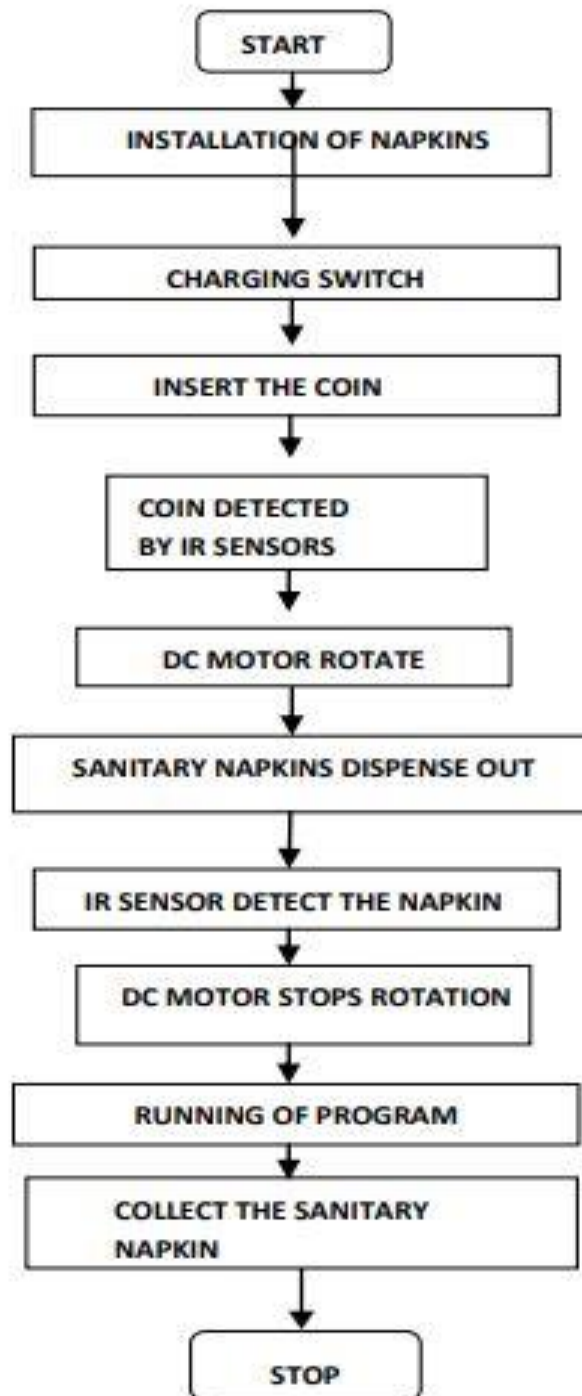 START
INSTALLATION OF NAPKINS
CHARGING SWITCH
INSERT THE COIN
COIN DETECTED
BY IR SENSORS
DC MOTOR ROTATE
SANITARY NAPKINS DISPENSE OUT
IR SENSOR DETECT THE NAPKIN
DC MOTOR STOPS ROTATION
RUNNING OF PROGRAM
COLLECT THE SANITARY
NAPKIN
STOP